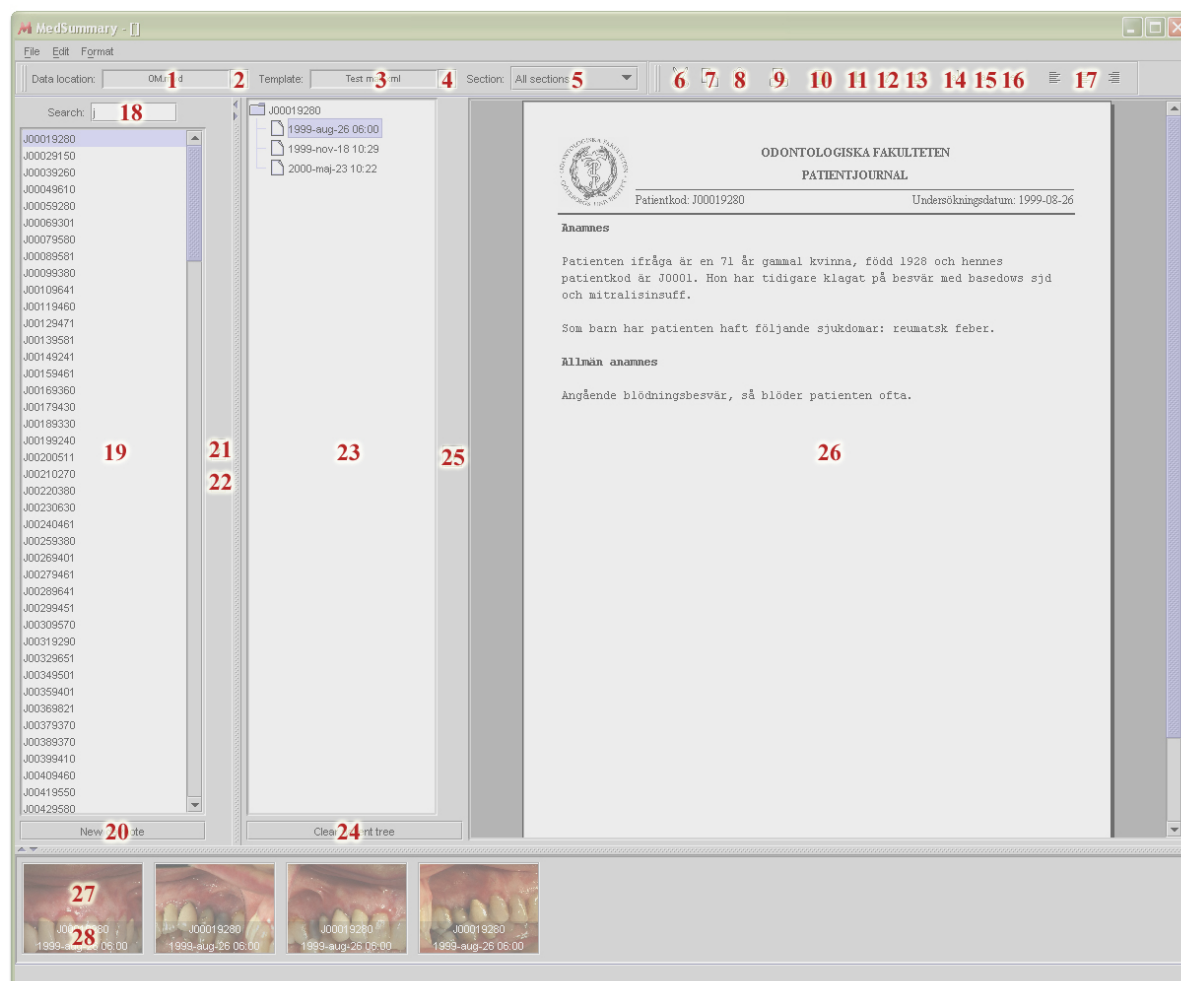 MedSummary - []
File Edit Format
Data location: 1 2 Template: 3 4 Section: All sections 5 6 7 8 9 10 11 12 13 14 15 16 17
Search: j 18
J00019280
J00029150
J00039260
J00049610
J00059280
J00069301
J00079580
J00089581
J00099380
J00109641
J00119460
J00129471
J00139581
J00149241
J00159461
J00169360
J00179430
J00189330
J00199240
J00200511
J00210270
J00220380
J00230630
J00240461
J00259380
J00269401
J00279461
J00289641
J00299451
J00309570
J00319290
J00329651
J00349501
J00359401
J00369821
J00379370
J00389370
J00399410
J00409460
J00419550
J00429580
19
New 20
21
22
J00019280
1999-aug-26 06:00
1999-nov-18 10:29
2000-maj-23 10:22
23
24 tree
25
ODONTOLOGISKA FAKULTETEN
PATIENTJOURNAL
Patientkod: J00019280 Undersökningsdatum: 1999-08-26
Anamnes
Patienten ifråga är en 71 år gammal kvinna, född 1928 och hennes
patientkod är J0001. Hon har tidigare klagat på besvär med basedows sjd
och mitralisinsuff.
Som barn har patienten haft följande sjukdomar: reumatsk feber.
Allmän anamnes
Angående blödningsbesvär, så blöder patienten ofta.
26
27
28
J00019280
1999-aug-26 06:00
J00019280
1999-aug-26 06:00
J00019280
1999-aug-26 06:00